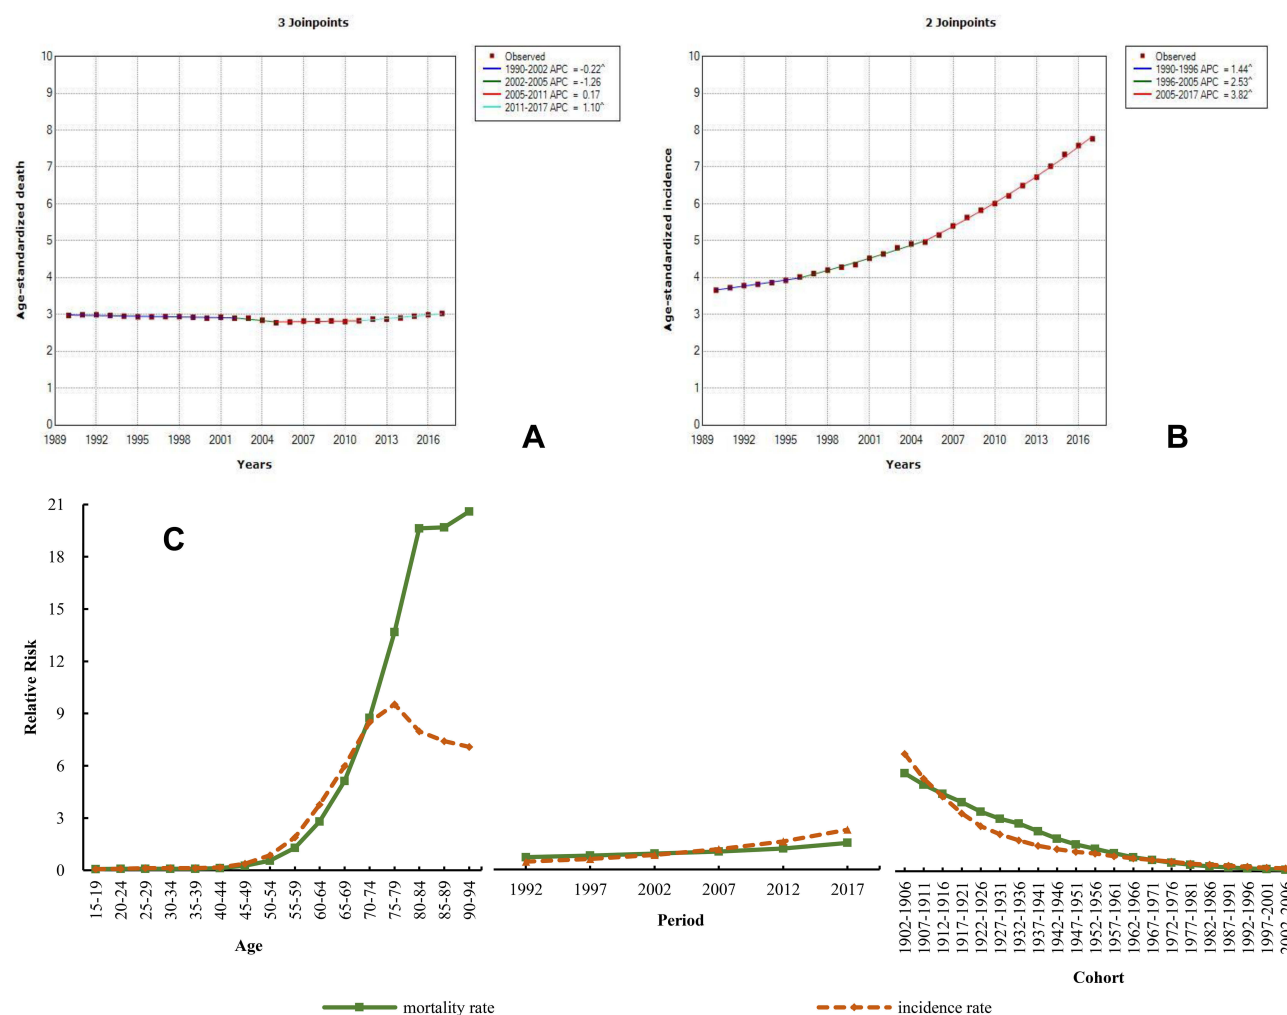 3 Joinpoints
10
9
8
7
6
5
4
3
2
1
0
Age-standardized death
1989 1992 1995 1998 2001 2004 2007 2010 2013 2016
Years
Observed
1990-2002 APC = -0.22^
2002-2005 APC = -1.26
2005-2011 APC = 0.17
2011-2017 APC = 1.10^
A
2 Joinpoints
10
9
8
7
6
5
4
3
2
1
0
Age-standardized incidence
1989 1992 1995 1998 2001 2004 2007 2010 2013 2016
Years
Observed
1990-1996 APC = 1.44^
1996-2005 APC = 2.53^
2005-2017 APC = 3.82^
B
C
21
18
15
12
9
6
3
0
Relative Risk
15-19 20-24 25-29 30-34 35-39 40-44 45-49 50-54 55-59 60-64 65-69 70-74 75-79 80-84 85-89 90-94
Age
1992 1997 2002 2007 2012 2017
Period
1902-1906 1907-1911 1912-1916 1917-1921 1922-1926 1927-1931 1932-1936 1937-1941 1942-1946 1947-1951 1952-1956 1957-1961 1962-1966 1967-1971 1972-1976 1977-1981 1982-1986 1987-1991 1992-1996 1997-2001 2002-2006
Cohort
mortality rate
incidence rate